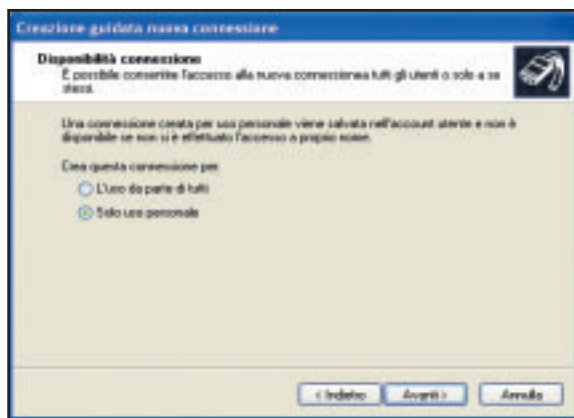 Creazione guidata nuova connessione
Disponibilità connessione
È possibile consentire l'accesso alla nuova connessione a tutti gli utenti o solo a se
stessi.
Una connessione creata per uso personale viene salvata nell'account utente e non è
disponibile se non si è effettuato l'accesso a proprio nome.
Crea questa connessione per:
L'uso da parte di tutti
Solo uso personale
< Indietro
Avanti >
Annulla